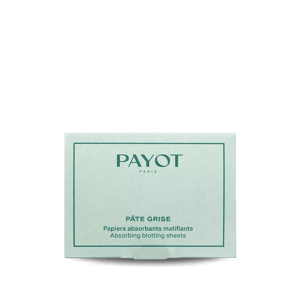 PAYOT
PARIS
PÂTE GRISE
Papiers absorbants matifiants
Absorbing blotting sheets